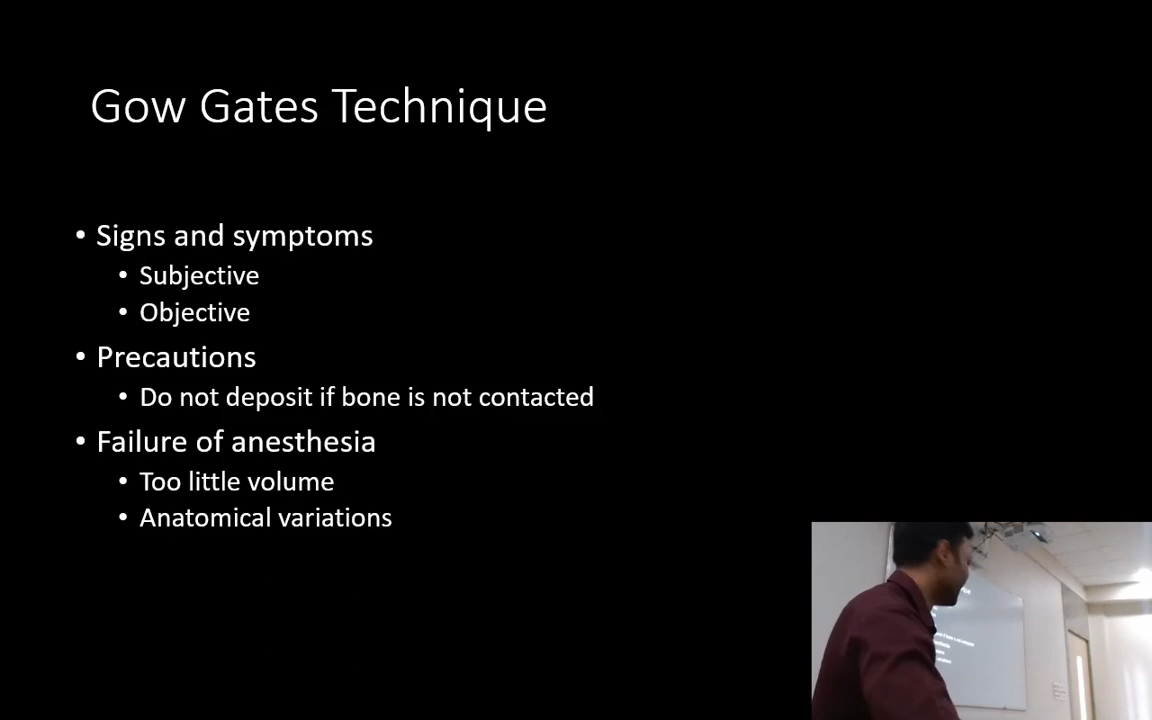 Gow Gates Technique
• Signs and symptoms
• Subjective
• Objective
• Precautions
• Do not deposit if bone is not contacted
• Failure of anesthesia
• Too little volume
• Anatomical variations